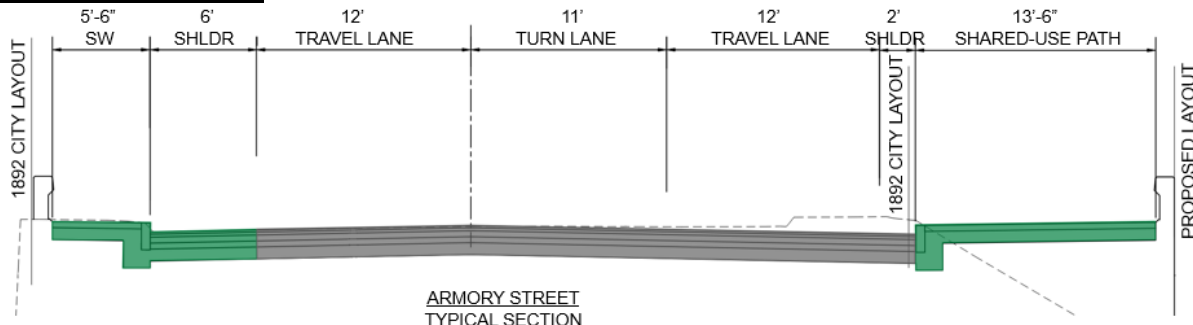 5'-6"
SW
6'
SHLDR
12'
TRAVEL LANE
11'
TURN LANE
12'
TRAVEL LANE
2'
SHLDR
13'-6"
SHARED-USE PATH
1892 CITY LAYOUT
1892 CITY LAYOUT
PROPOSED LAYOUT
ARMORY STREET
TYPICAL SECTION